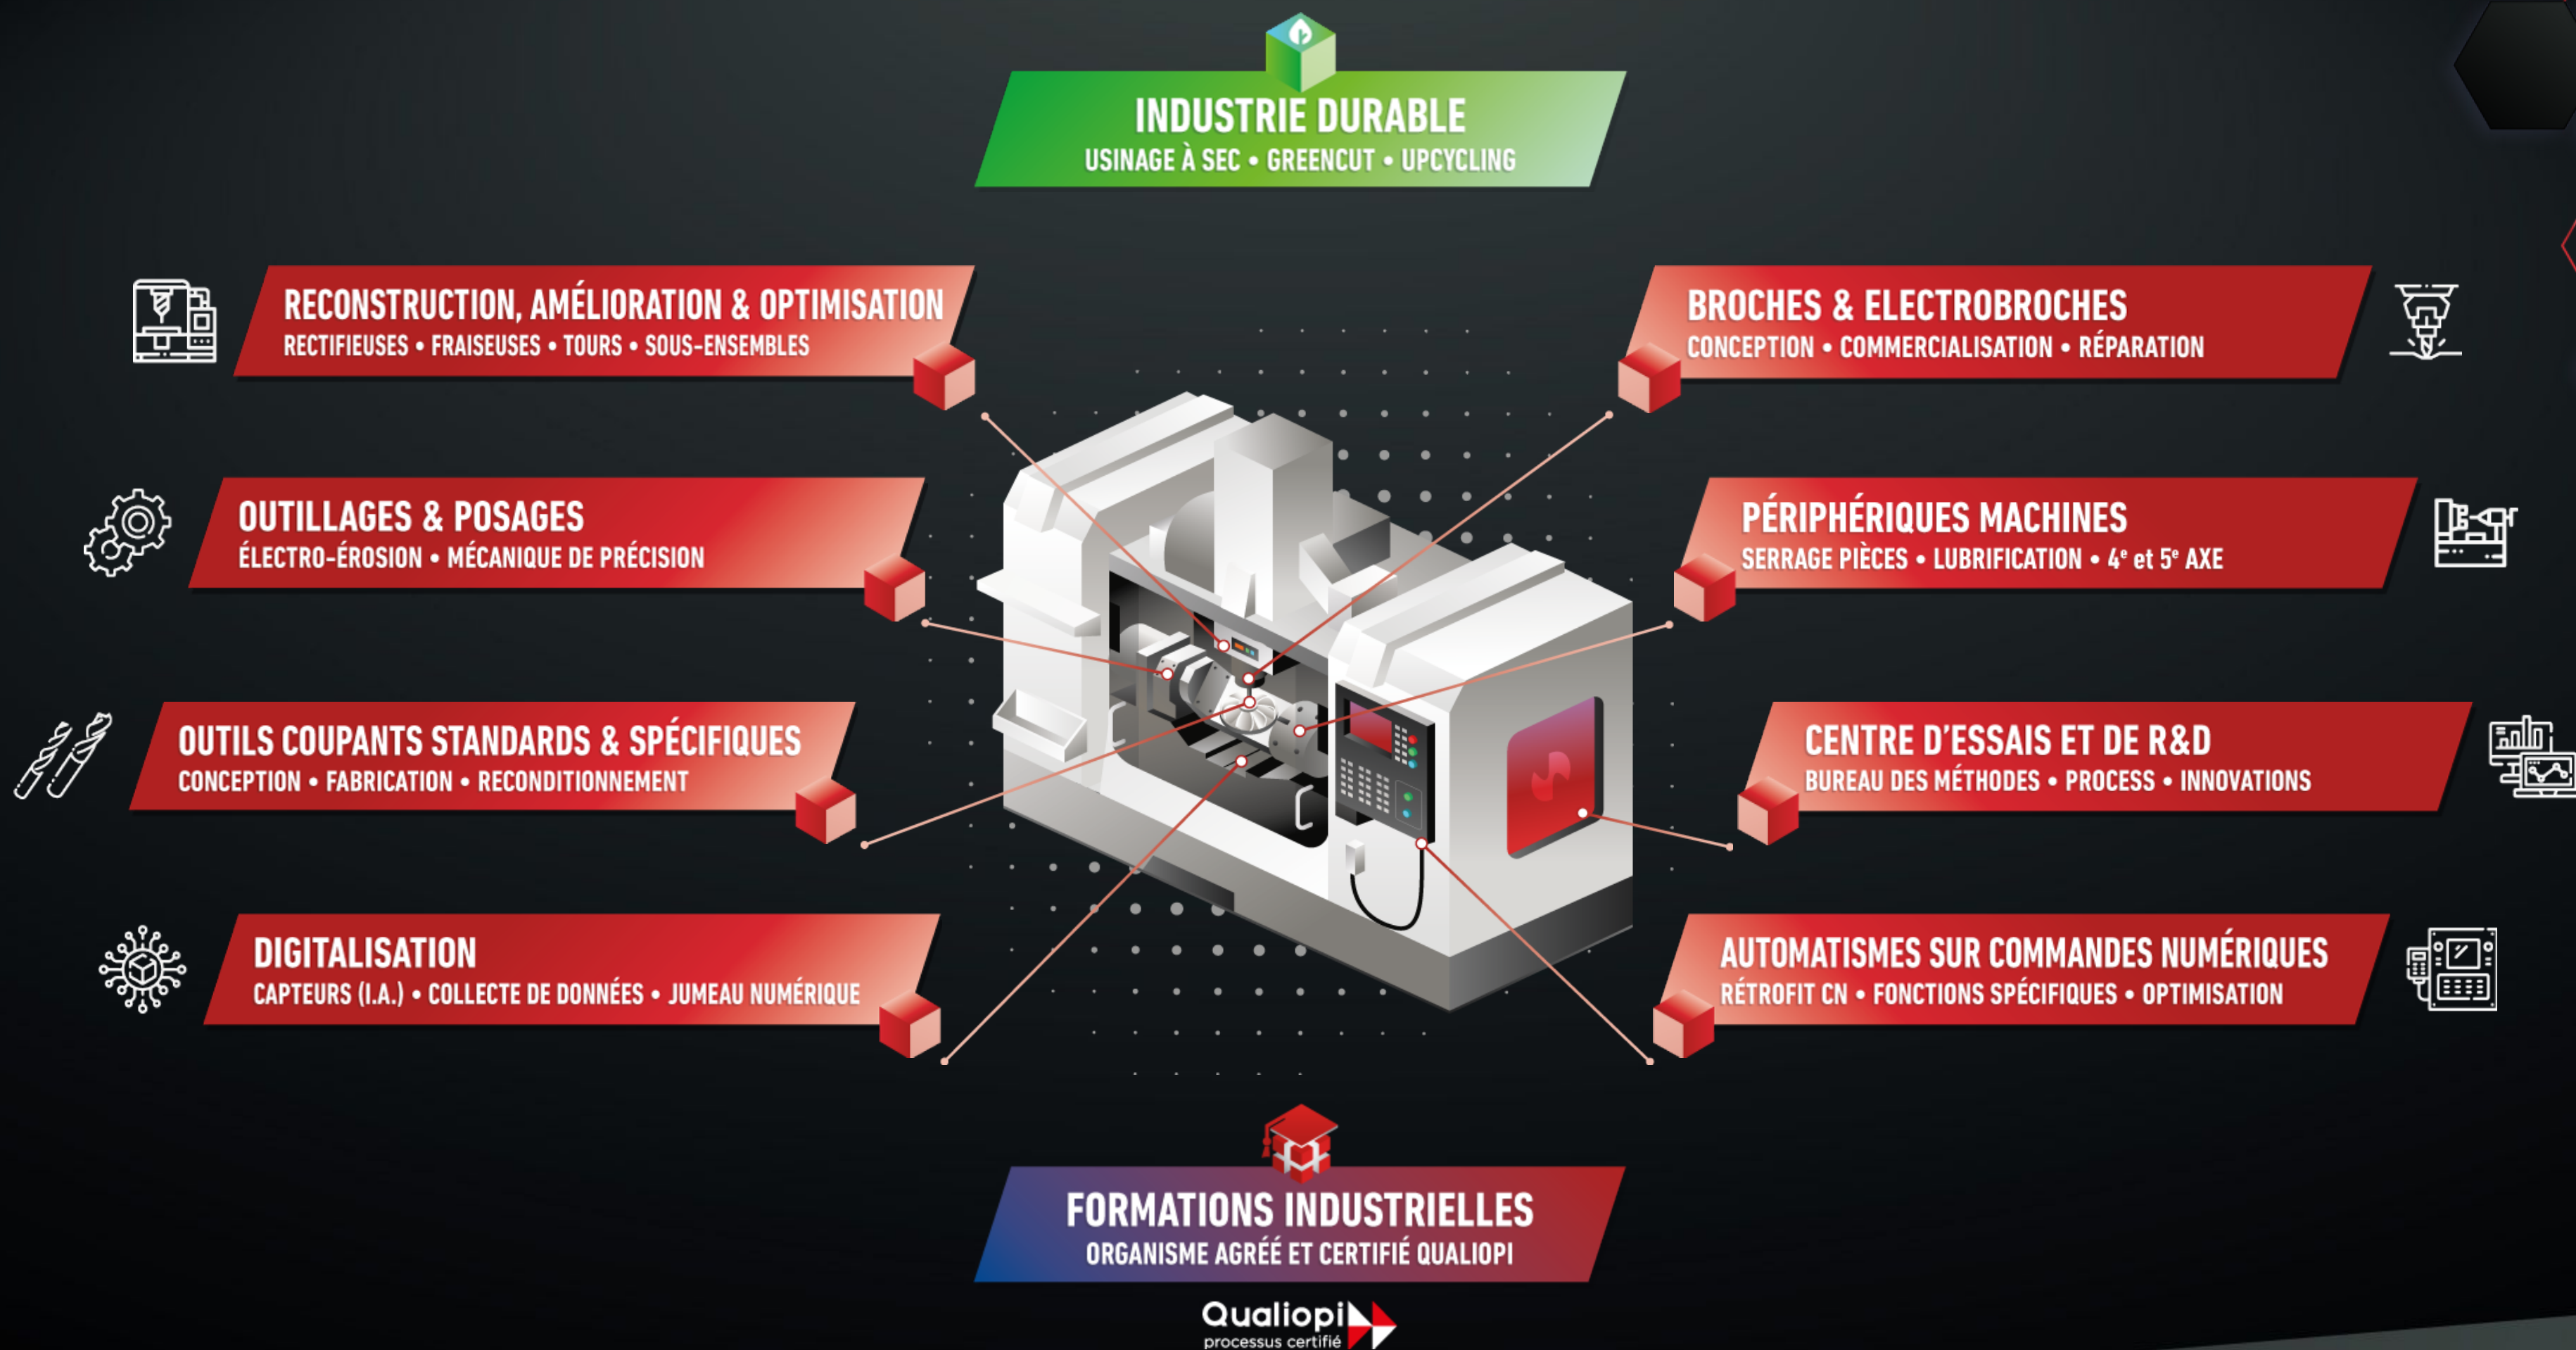 INDUSTRIE DURABLE
USINAGE À SEC • GREENCUT • UPCYCLING
RECONSTRUCTION, AMÉLIORATION & OPTIMISATION
RECTIFIEUSES • FRAISEUSES • TOURS • SOUS-ENSEMBLES
BROCHES & ELECTROBROCHES
CONCEPTION • COMMERCIALISATION • RÉPARATION
OUTILLAGES & POSAGES
ÉLECTRO-ÉROSION • MÉCANIQUE DE PRÉCISION
PÉRIPHÉRIQUES MACHINES
SERRAGE PIÈCES • LUBRIFICATION • 4e et 5e AXE
OUTILS COUPANTS STANDARDS & SPÉCIFIQUES
CONCEPTION • FABRICATION • RECONDITIONNEMENT
CENTRE D'ESSAIS ET DE R&D
BUREAU DES MÉTHODES • PROCESS • INNOVATIONS
DIGITALISATION
CAPTEURS (I.A.) • COLLECTE DE DONNÉES • JUMEAU NUMÉRIQUE
AUTOMATISMES SUR COMMANDES NUMÉRIQUES
RÉTROFIT CN • FONCTIONS SPÉCIFIQUES • OPTIMISATION
FORMATIONS INDUSTRIELLES
ORGANISME AGRÉÉ ET CERTIFIÉ QUALIOPI
Qualiopi
processus certifié